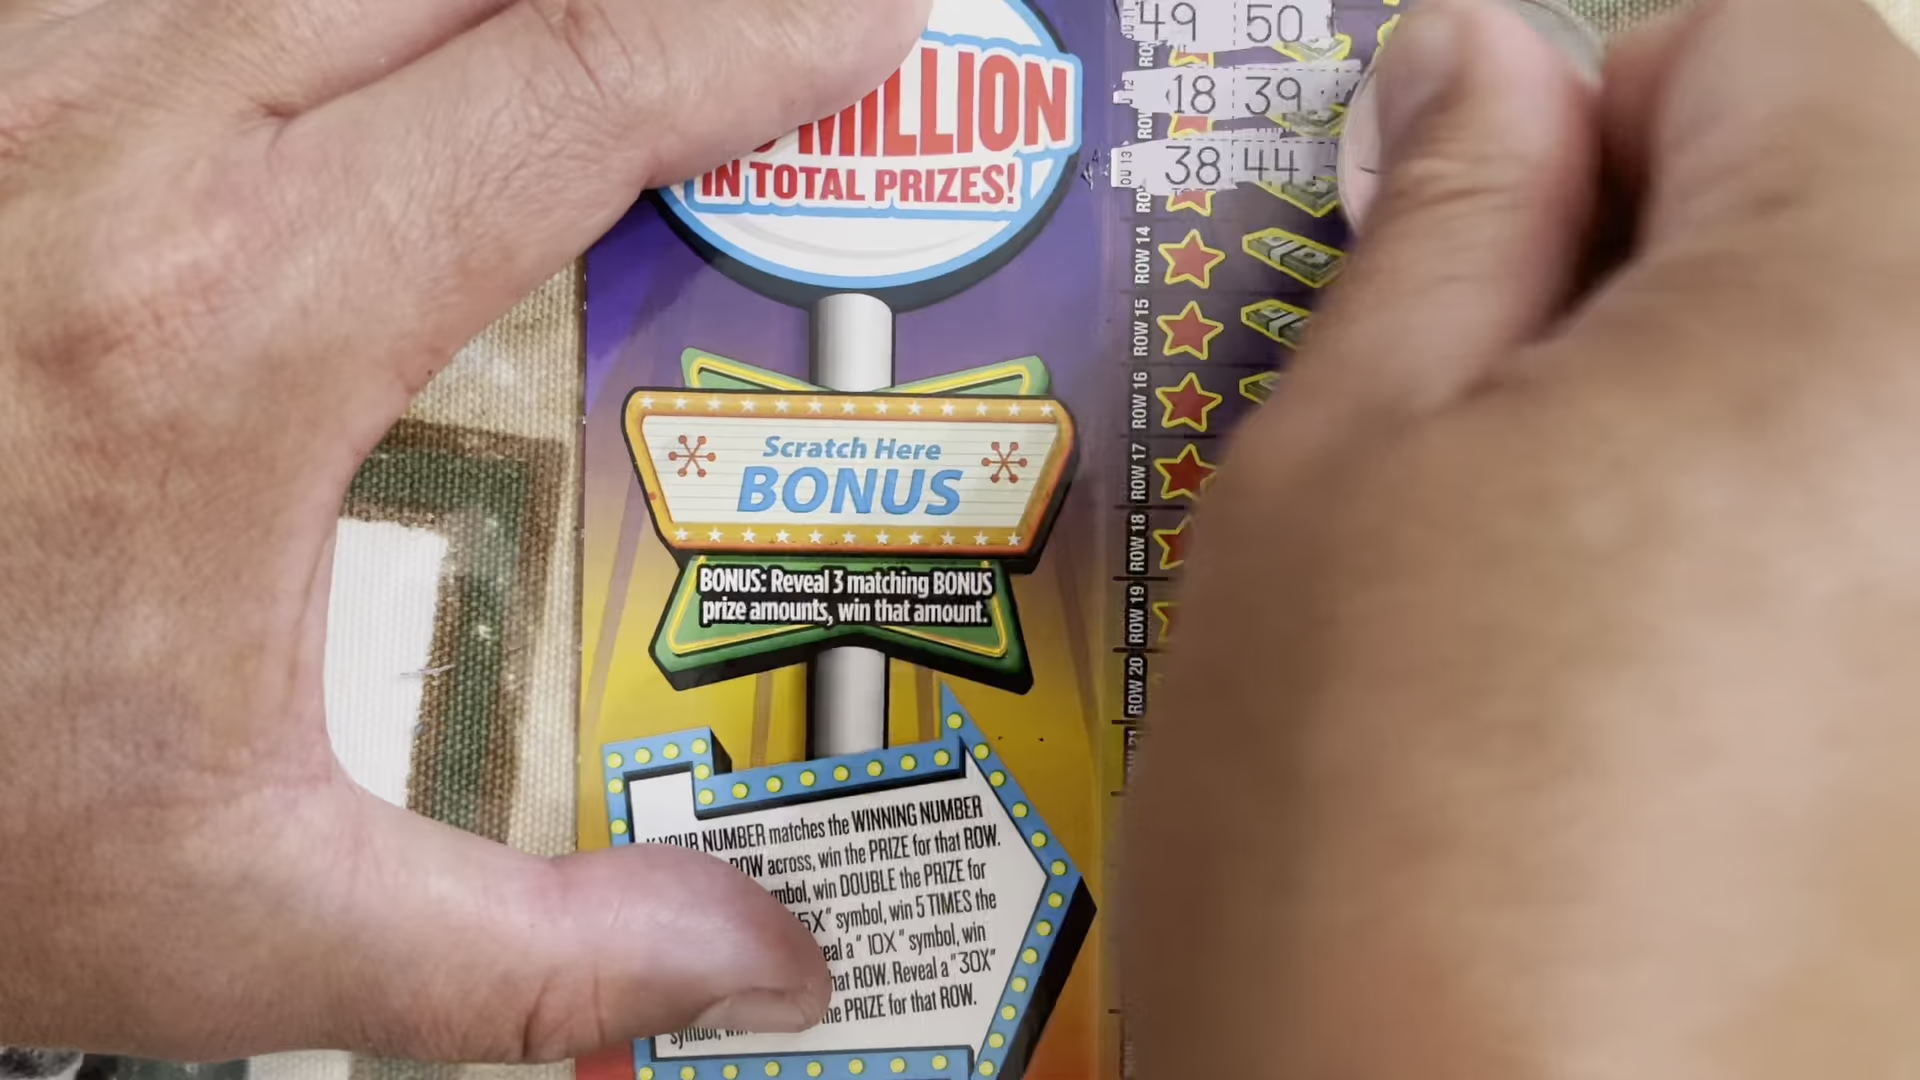 MILLION
IN TOTAL PRIZES!
49 50
18 39
38 44
ROW 14
ROW 15
ROW 16
ROW 17
ROW 18
ROW 19
ROW 20
Scratch Here
BONUS
BONUS: Reveal 3 matching BONUS
prize amounts, win that amount.
YOUR NUMBER matches the WINNING NUMBER
ROW across, win the PRIZE for that ROW.
symbol, win DOUBLE the PRIZE for
"5X" symbol, win 5 TIMES the
a "10X" symbol, win
that ROW. Reveal a "30X"
the PRIZE for that ROW.
symbol,